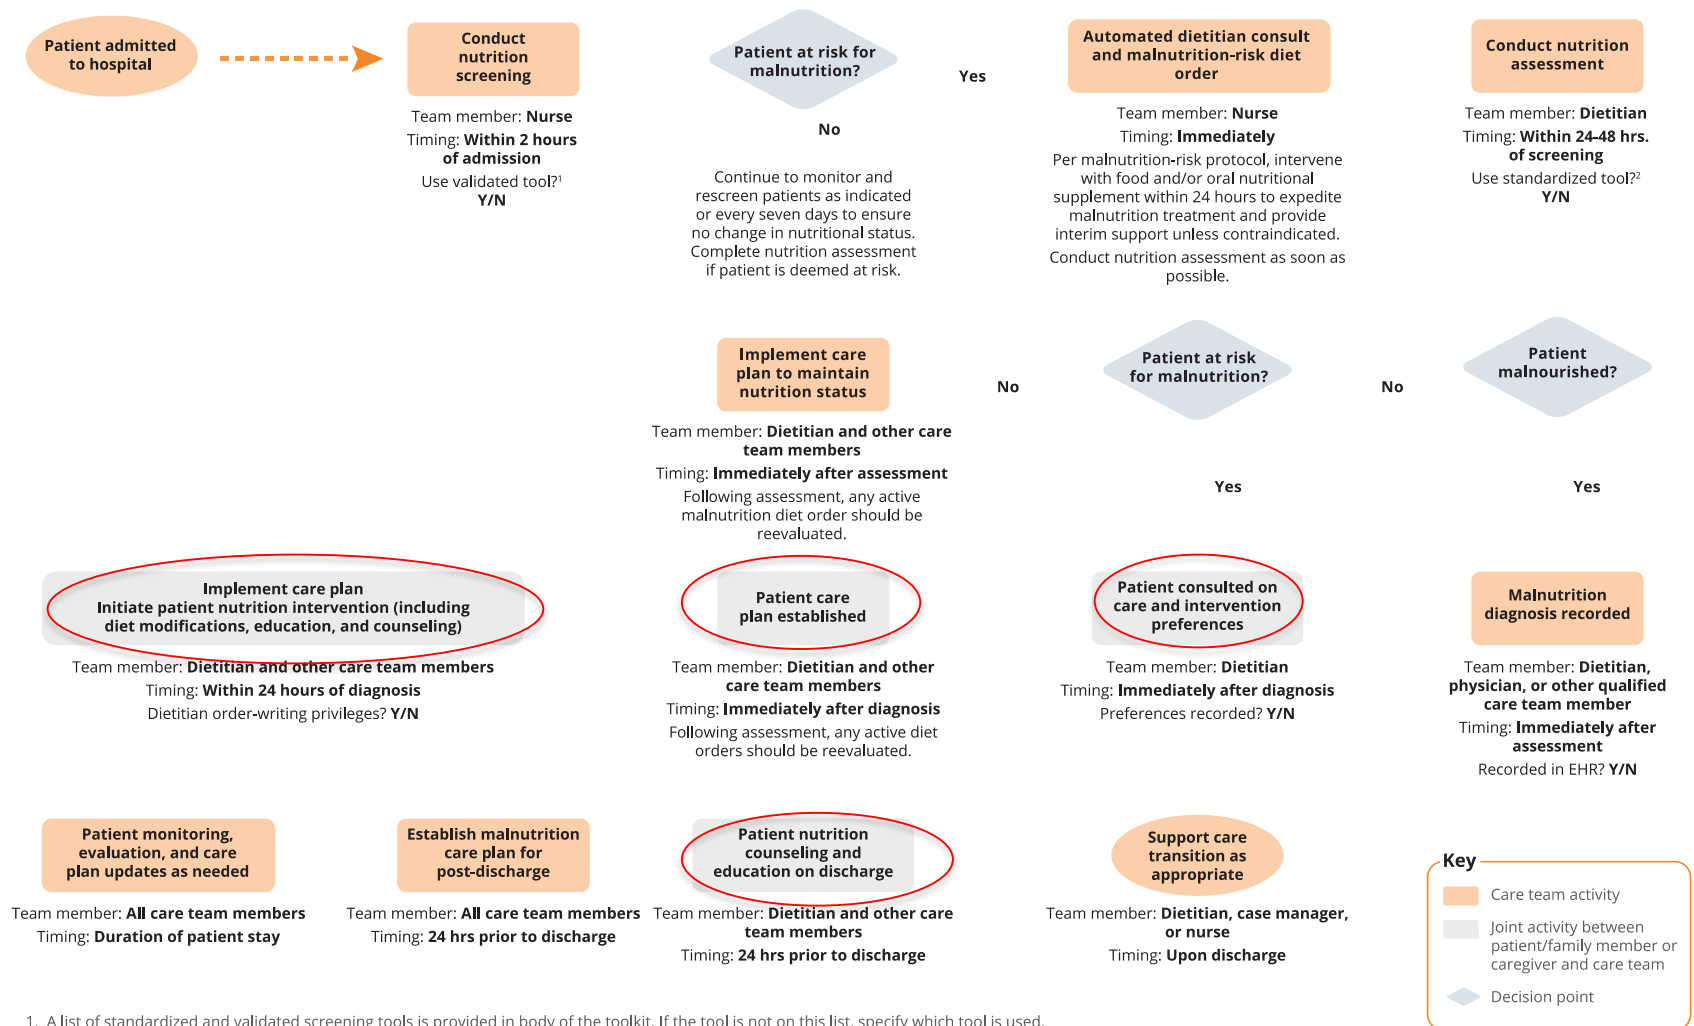 Patient admitted
to hospital
Conduct
nutrition
screening
Team member: Nurse
Timing: Within 2 hours
of admission
Use validated tool?¹
Y/N
Patient at risk for
malnutrition?
Yes
No
Continue to monitor and
rescreen patients as indicated
or every seven days to ensure
no change in nutritional status.
Complete nutrition assessment
if patient is deemed at risk.
Automated dietitian consult
and malnutrition-risk diet
order
Team member: Nurse
Timing: Immediately
Per malnutrition-risk protocol, intervene
with food and/or oral nutritional
supplement within 24 hours to expedite
malnutrition treatment and provide
interim support unless contraindicated.
Conduct nutrition assessment as soon as
possible.
Conduct nutrition
assessment
Team member: Dietitian
Timing: Within 24-48 hrs.
of screening
Use standardized tool?²
Y/N
Implement care
plan to maintain
nutrition status
Team member: Dietitian and other care
team members
Timing: Immediately after assessment
Following assessment, any active
malnutrition diet order should be
reevaluated.
No
Patient at risk
for malnutrition?
Yes
No
Patient
malnourished?
Yes
Implement care plan
Initiate patient nutrition intervention (including
diet modifications, education, and counseling)
Team member: Dietitian and other care team members
Timing: Within 24 hours of diagnosis
Dietitian order-writing privileges? Y/N
Patient care
plan established
Team member: Dietitian and other
care team members
Timing: Immediately after diagnosis
Following assessment, any active diet
orders should be reevaluated.
Patient consulted on
care and intervention
preferences
Team member: Dietitian
Timing: Immediately after diagnosis
Preferences recorded? Y/N
Malnutrition
diagnosis recorded
Team member: Dietitian,
physician, or other qualified
care team member
Timing: Immediately after
assessment
Recorded in EHR? Y/N
Patient monitoring,
evaluation, and care
plan updates as needed
Team member: All care team members
Timing: Duration of patient stay
Establish malnutrition
care plan for
post-discharge
Team member: All care team members
Timing: 24 hrs prior to discharge
Patient nutrition
counseling and
education on discharge
Team member: Dietitian and other care
team members
Timing: 24 hrs prior to discharge
Support care
transition as
appropriate
Team member: Dietitian, case manager,
or nurse
Timing: Upon discharge
Key
Care team activity
Joint activity between
patient/family member or
caregiver and care team
Decision point
1. A list of standardized and validated screening tools is provided in body of the toolkit. If the tool is not on this list, specify which tool is used.